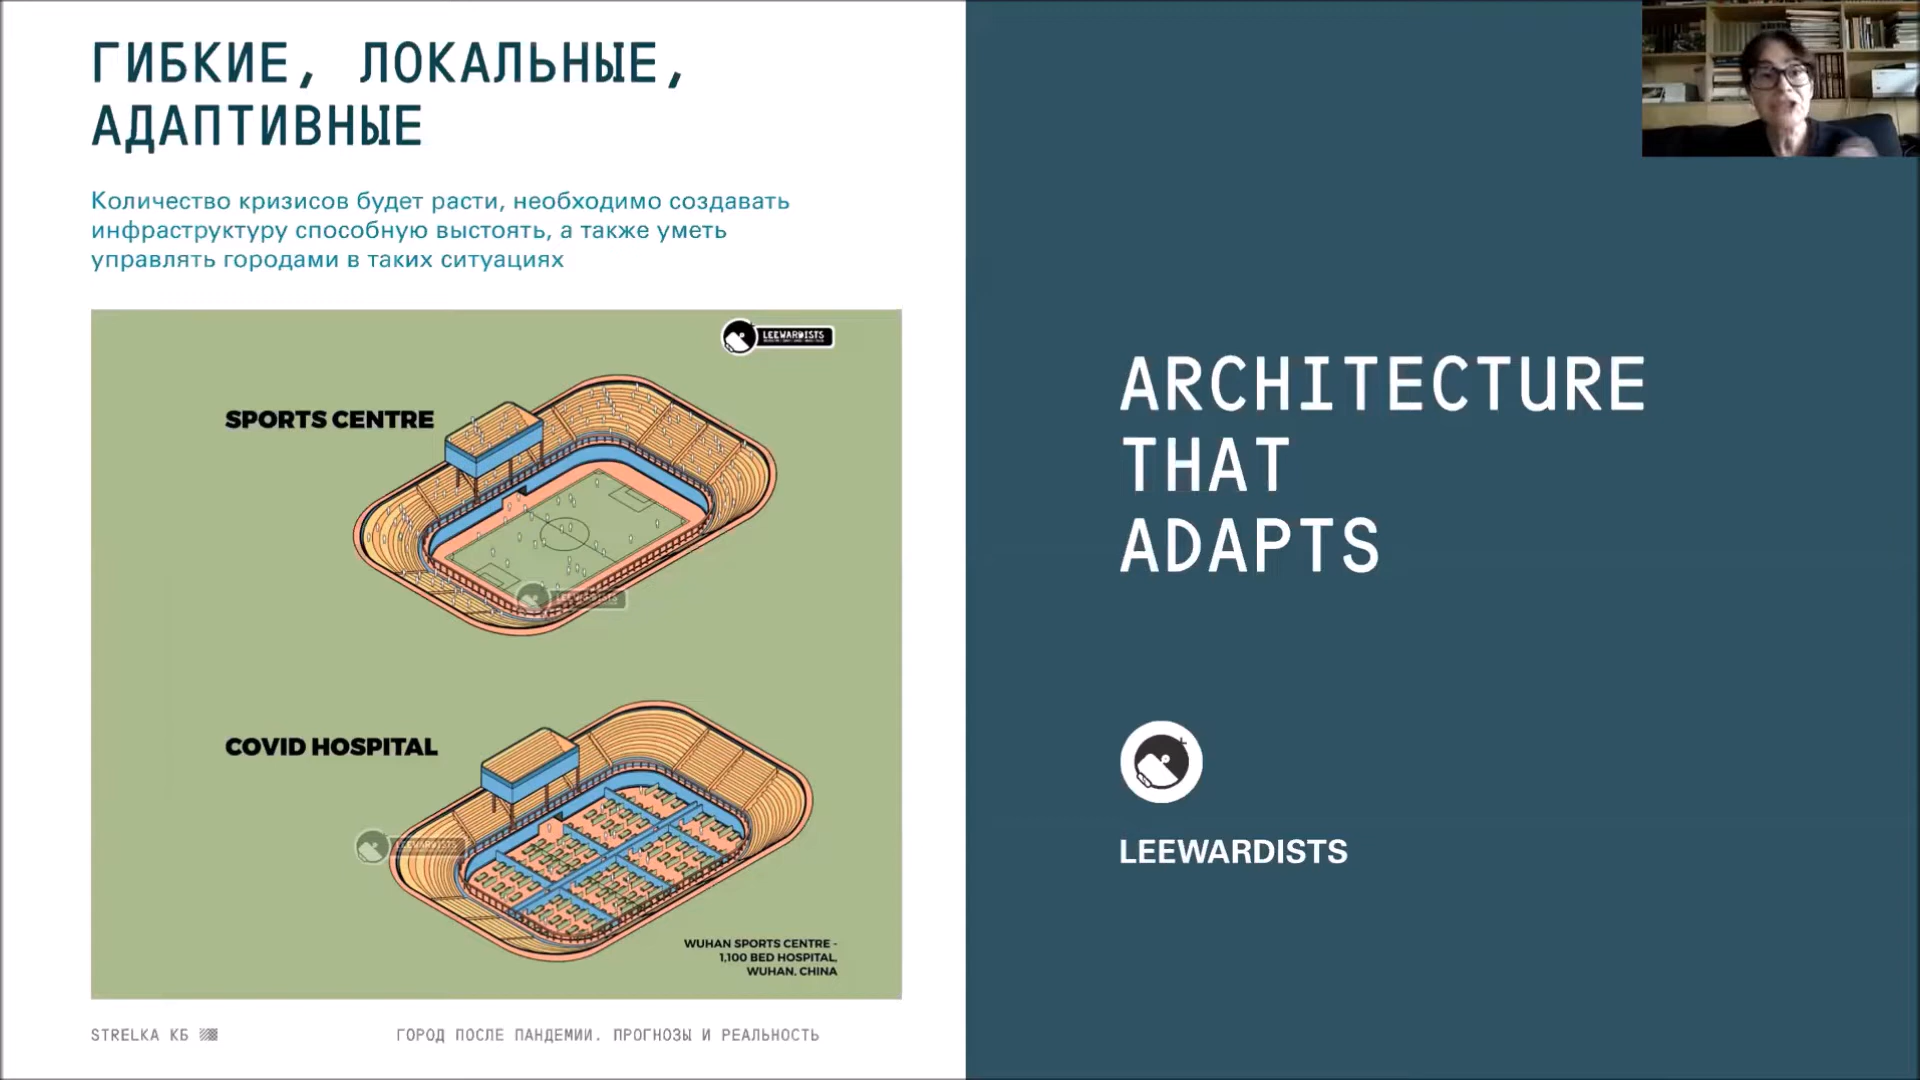 ГИБКИЕ, ЛОКАЛЬНЫЕ,
АДАПТИВНЫЕ
Количество кризисов будет расти, необходимо создавать
инфраструктуру способную выстоять, а также уметь
управлять городами в таких ситуациях
LEEWARDISTS
SPORTS CENTRE
LEEWARDISTS
COVID HOSPITAL
LEEWARDISTS
WUHAN SPORTS CENTRE -
1,100 BED HOSPITAL,
WUHAN, CHINA
STRELKA КБ
ГОРОД ПОСЛЕ ПАНДЕМИИ. ПРОГНОЗЫ И РЕАЛЬНОСТЬ
ARCHITECTURE
THAT
ADAPTS
LEEWARDISTS